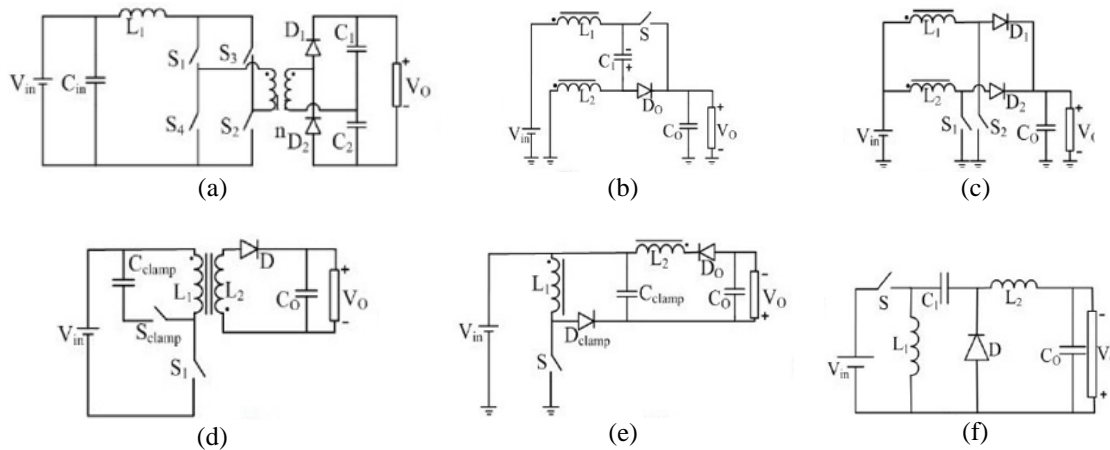 L1 S1 S3 D1 C1
Vin Cin + VO -
S4 S2 n D2 C2
(a)
L1 S
C1 - +
L2 DO
Vin CO + VO -
(b)
L1 D1
L2 D2
Vin S1 S2 CO + VO -
(c)
Cclamp D
L1 L2 CO + VO -
Vin Sclamp
S1
(d)
L2 DO
L1 Cclamp CO - VO +
Vin Dclamp
S
(e)
S C1 L2
Vin L1 D CO - +
(f)